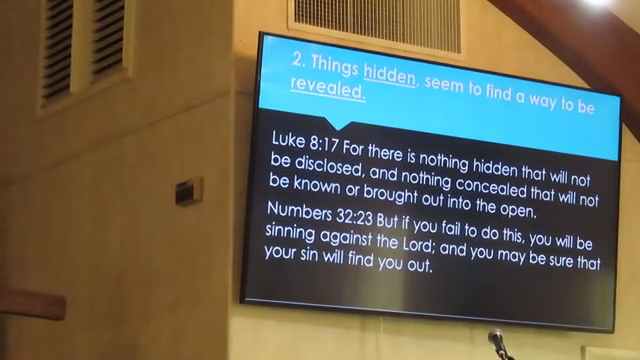 2. Things hidden, seem to find a way to be
revealed.
Luke 8:17 For there is nothing hidden that will not
be disclosed, and nothing concealed that will not
be known or brought out into the open.
Numbers 32:23 But if you fail to do this, you will be
sinning against the Lord; and you may be sure that
your sin will find you out.